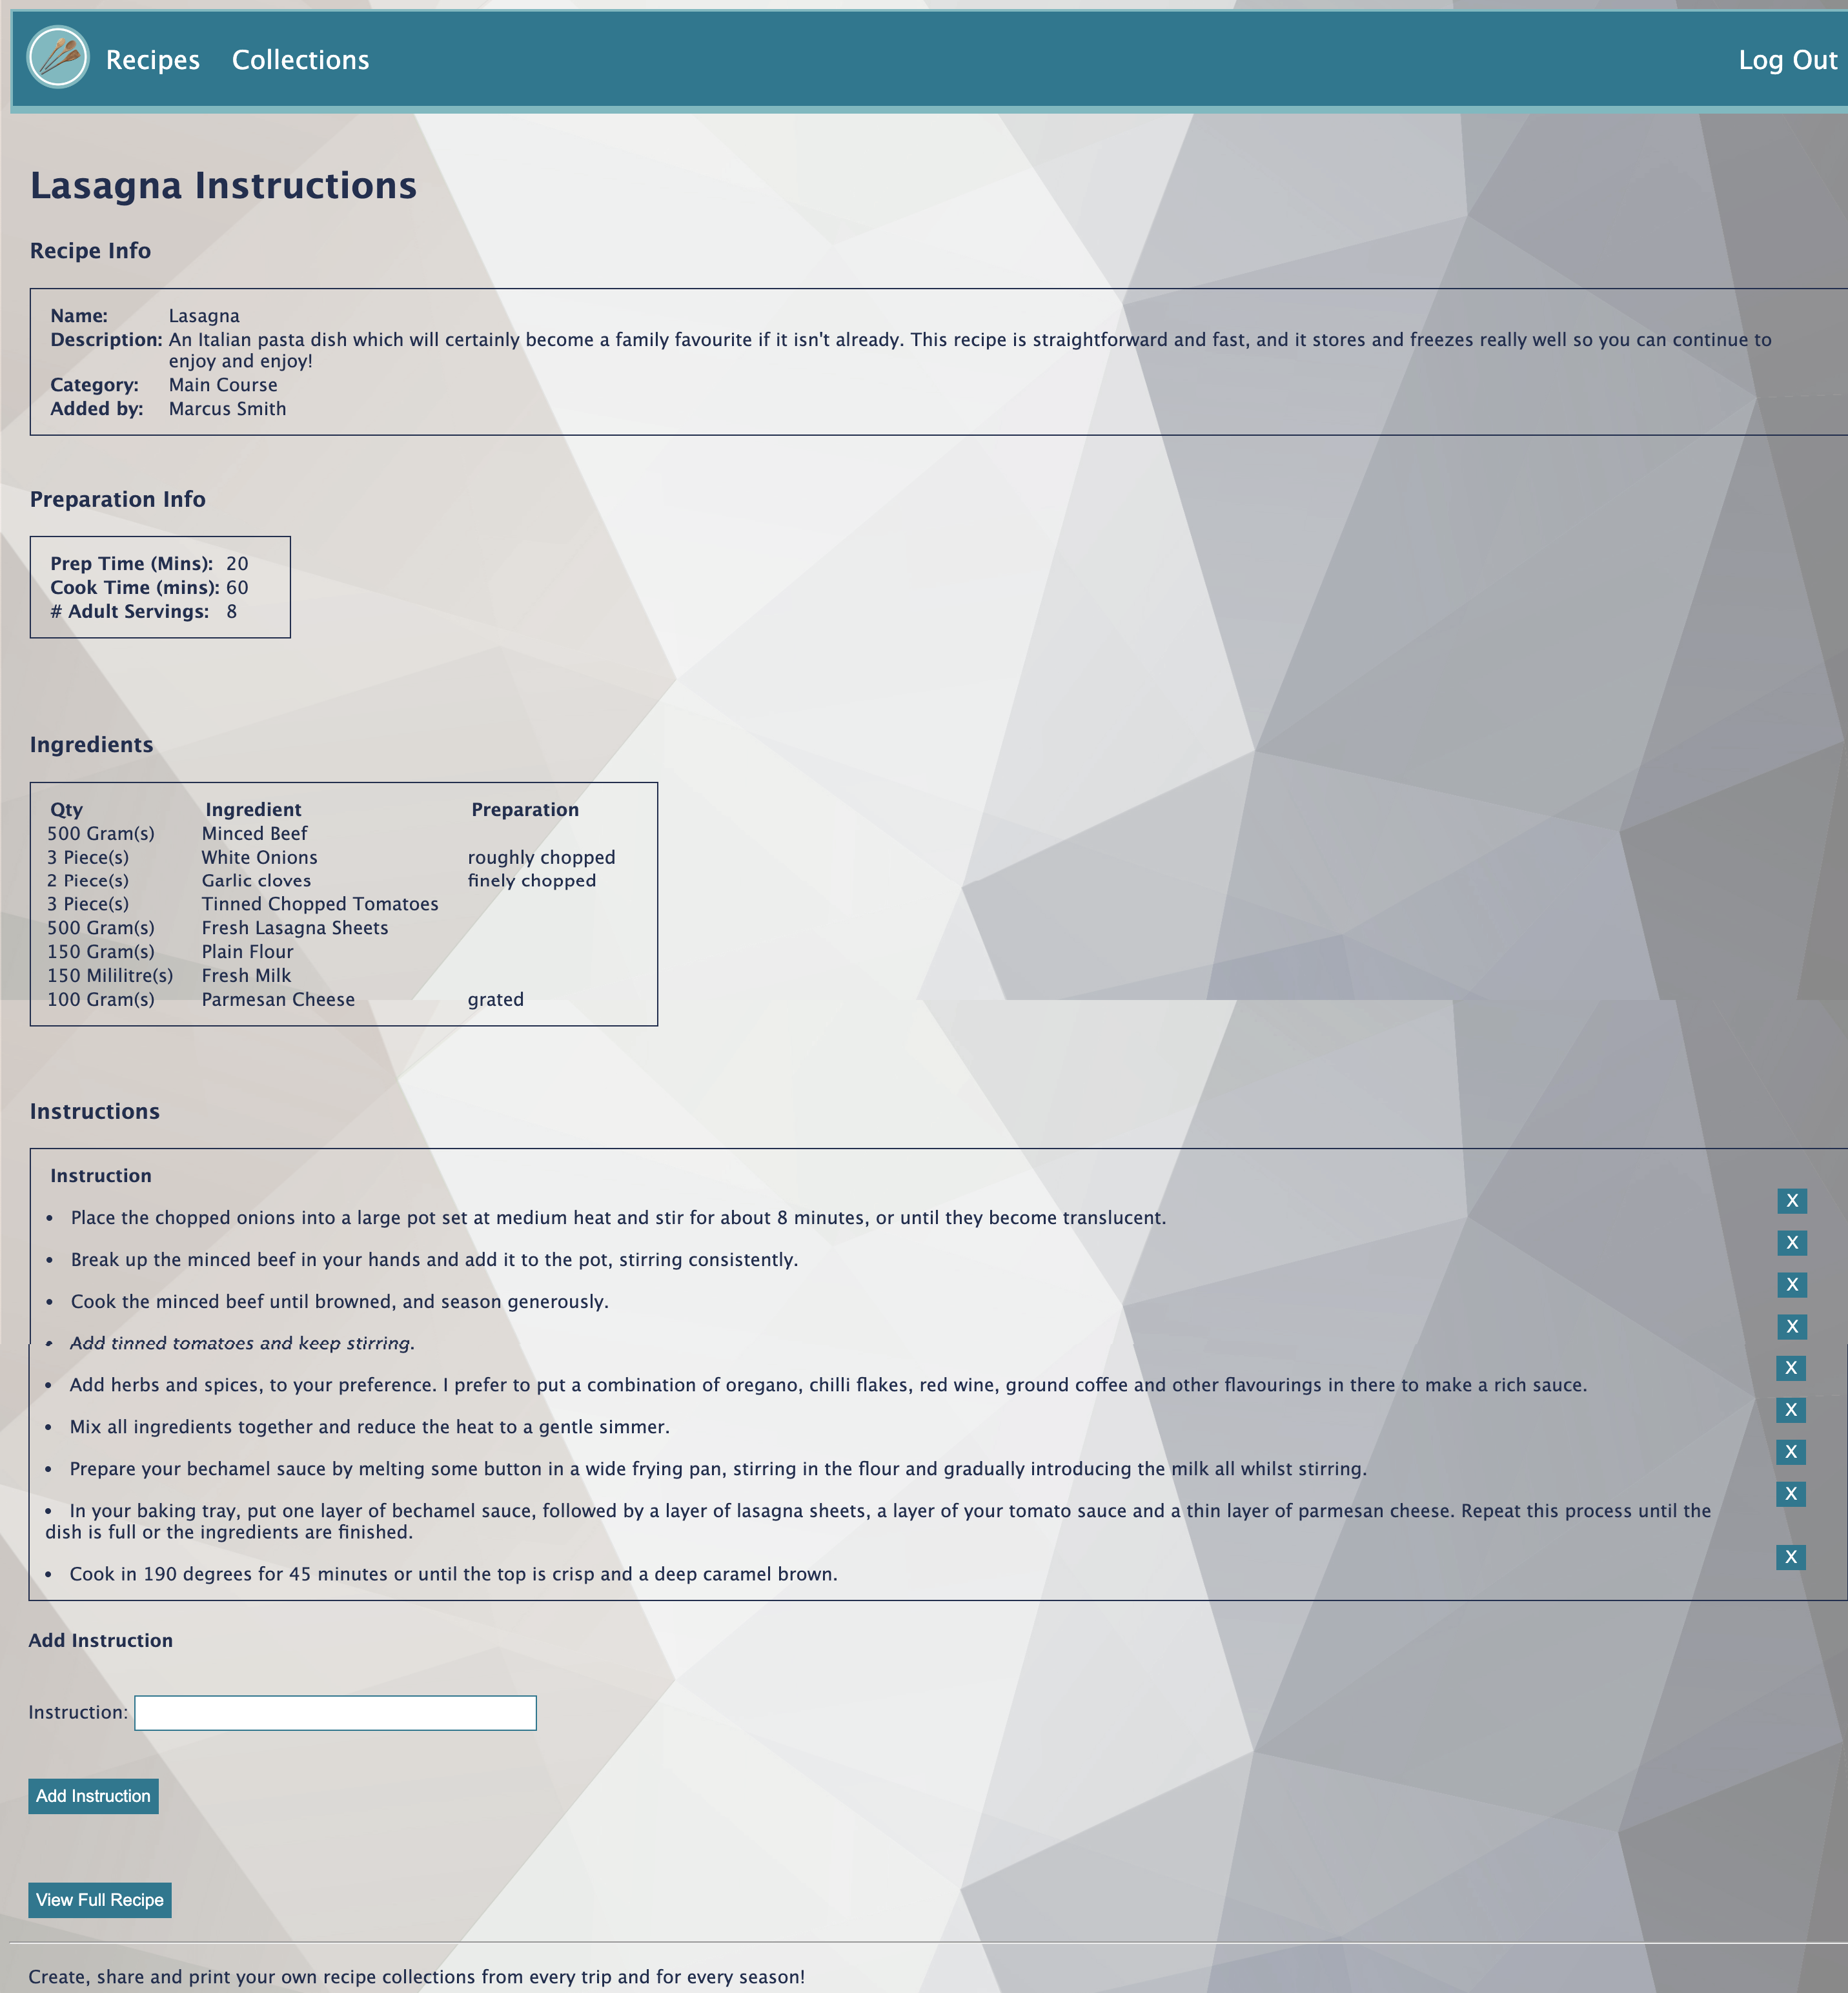 Recipes Collections Log Out
Lasagna Instructions
Recipe Info
Name: Lasagna
Description: An Italian pasta dish which will certainly become a family favourite if it isn't already. This recipe is straightforward and fast, and it stores and freezes really well so you can continue to
enjoy and enjoy!
Category: Main Course
Added by: Marcus Smith
Preparation Info
Prep Time (Mins): 20
Cook Time (mins): 60
# Adult Servings: 8
Ingredients
Qty Ingredient Preparation
500 Gram(s) Minced Beef
3 Piece(s) White Onions roughly chopped
2 Piece(s) Garlic cloves finely chopped
3 Piece(s) Tinned Chopped Tomatoes
500 Gram(s) Fresh Lasagna Sheets
150 Gram(s) Plain Flour
150 Mililitre(s) Fresh Milk
100 Gram(s) Parmesan Cheese grated
Instructions
Instruction
• Place the chopped onions into a large pot set at medium heat and stir for about 8 minutes, or until they become translucent. X
• Break up the minced beef in your hands and add it to the pot, stirring consistently. X
• Cook the minced beef until browned, and season generously. X
• Add tinned tomatoes and keep stirring. X
• Add herbs and spices, to your preference. I prefer to put a combination of oregano, chilli flakes, red wine, ground coffee and other flavourings in there to make a rich sauce. X
• Mix all ingredients together and reduce the heat to a gentle simmer. X
• Prepare your bechamel sauce by melting some button in a wide frying pan, stirring in the flour and gradually introducing the milk all whilst stirring. X
• In your baking tray, put one layer of bechamel sauce, followed by a layer of lasagna sheets, a layer of your tomato sauce and a thin layer of parmesan cheese. Repeat this process until the X
dish is full or the ingredients are finished.
• Cook in 190 degrees for 45 minutes or until the top is crisp and a deep caramel brown. X
Add Instruction
Instruction:
Add Instruction
View Full Recipe
Create, share and print your own recipe collections from every trip and for every season!